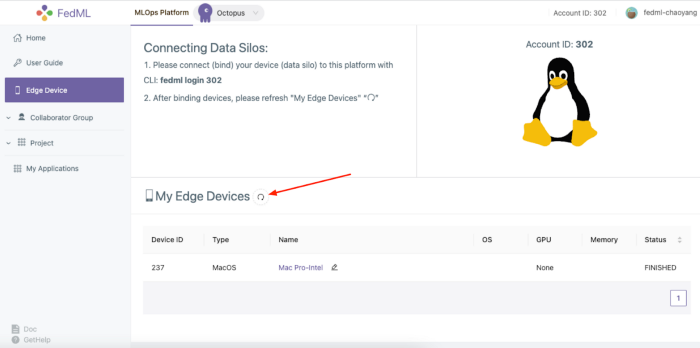 FedML
MLOps Platform
Octopus
Account ID: 302
fedml-chaoyang
Home
User Guide
Edge Device
Collaborator Group
Project
My Applications
Doc
GetHelp
Connecting Data Silos:
1. Please connect (bind) your device (data silo) to this platform with
CLI: fedml login 302
2. After binding devices, please refresh "My Edge Devices" “ ”
Account ID: 302
My Edge Devices
Device ID Type Name OS GPU Memory Status
237 MacOS Mac Pro-Intel None FINISHED
1